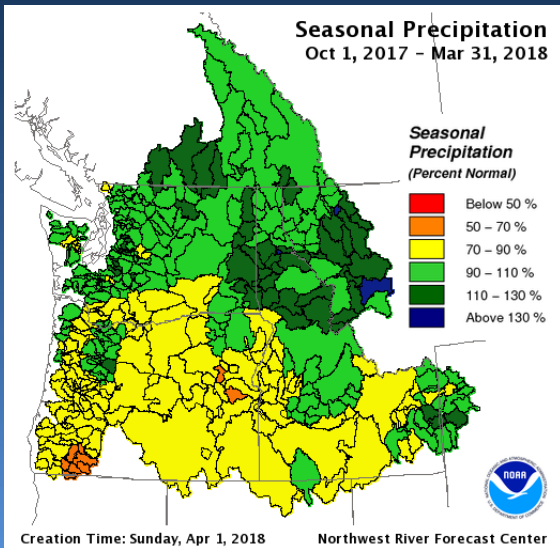 Seasonal Precipitation
Oct 1, 2017 – Mar 31, 2018
Seasonal
Precipitation
(Percent Normal)
Below 50 %
50 – 70 %
70 – 90 %
90 – 110 %
110 – 130 %
Above 130 %
NOAA
Creation Time: Sunday, Apr 1, 2018
Northwest River Forecast Center